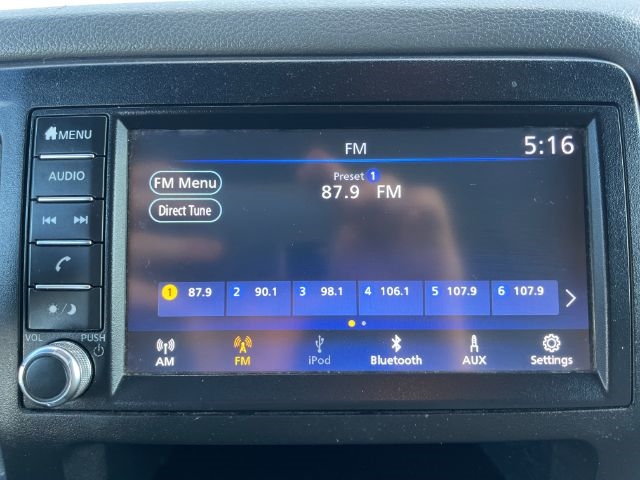 MENU
AUDIO
VOL
PUSH
FM
5:16
FM Menu
Direct Tune
Preset 1
87.9 FM
1 87.9 2 90.1 3 98.1 4 106.1 5 107.9 6 107.9
AM FM iPod Bluetooth AUX Settings